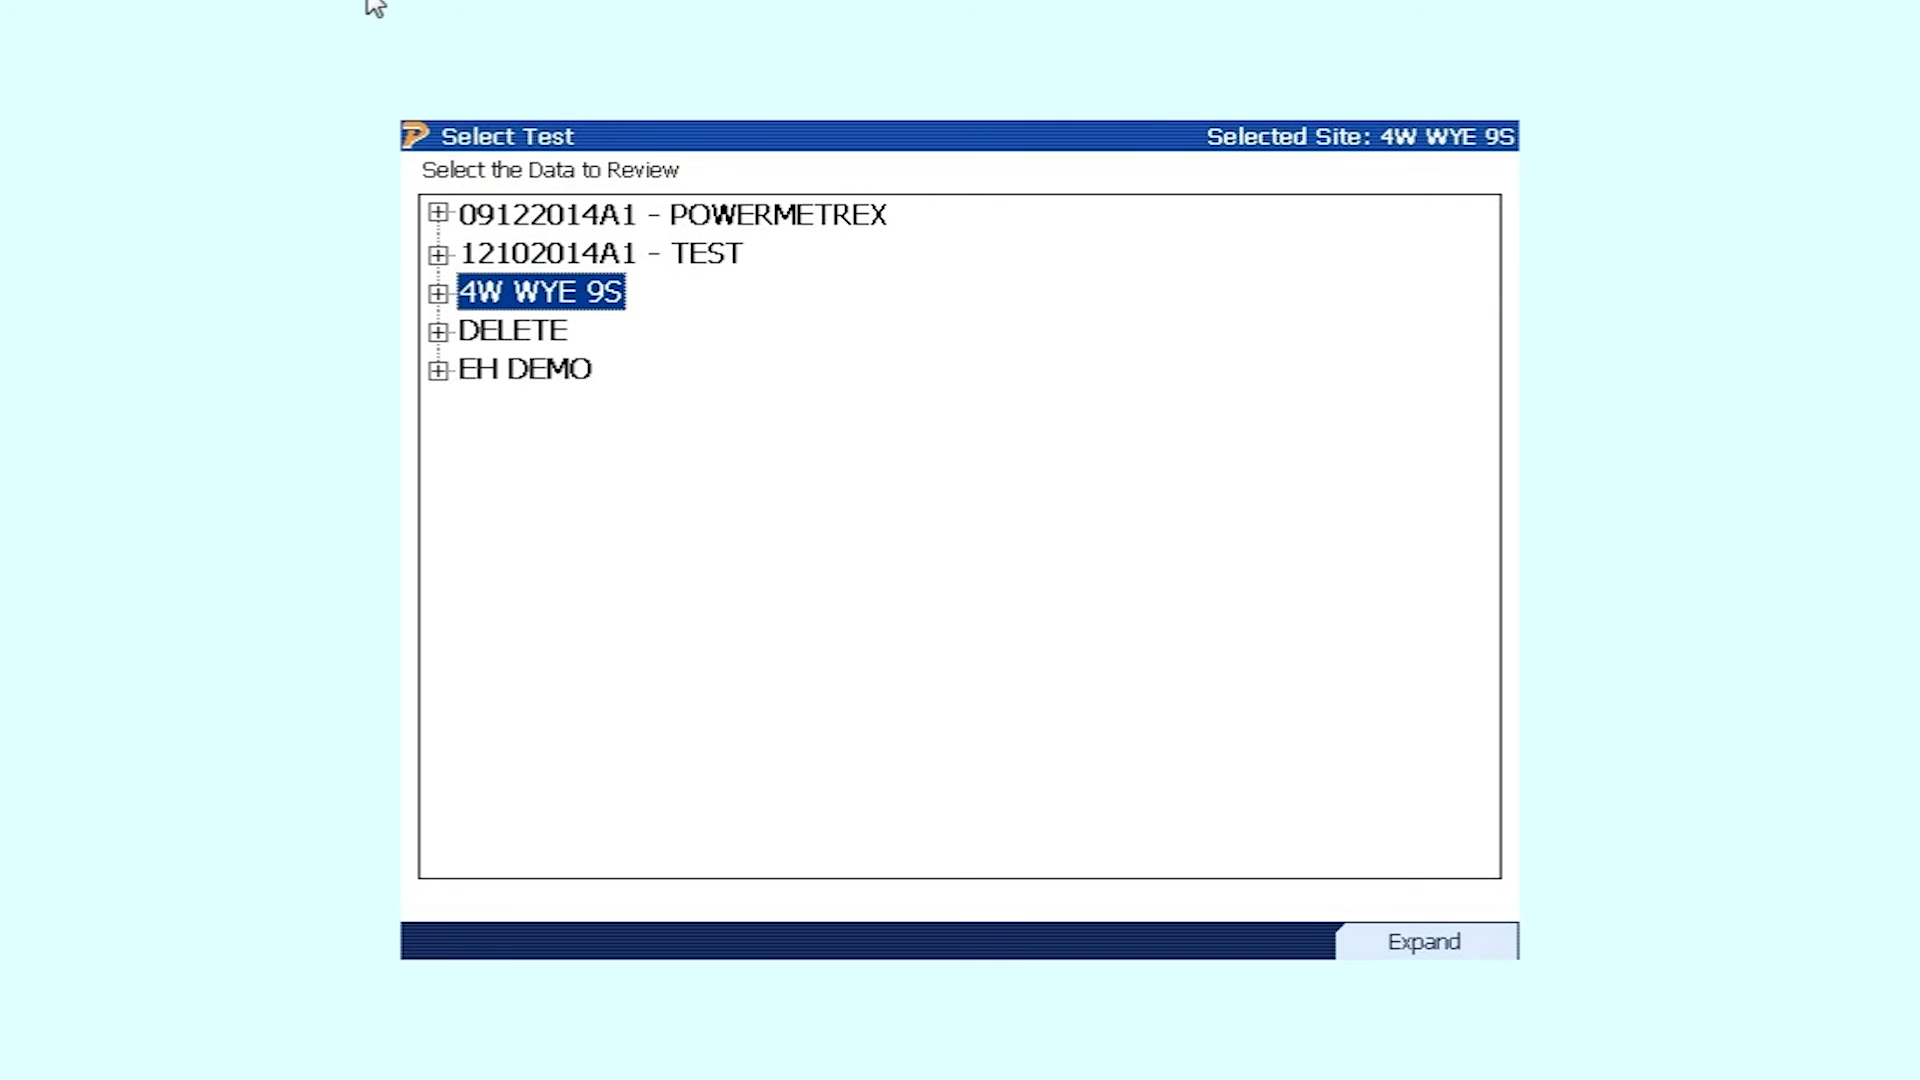 Select Test
Selected Site: 4W WYE 9S
Select the Data to Review
09122014A1 - POWERMETREX
12102014A1 - TEST
4W WYE 9S
DELETE
EH DEMO
Expand